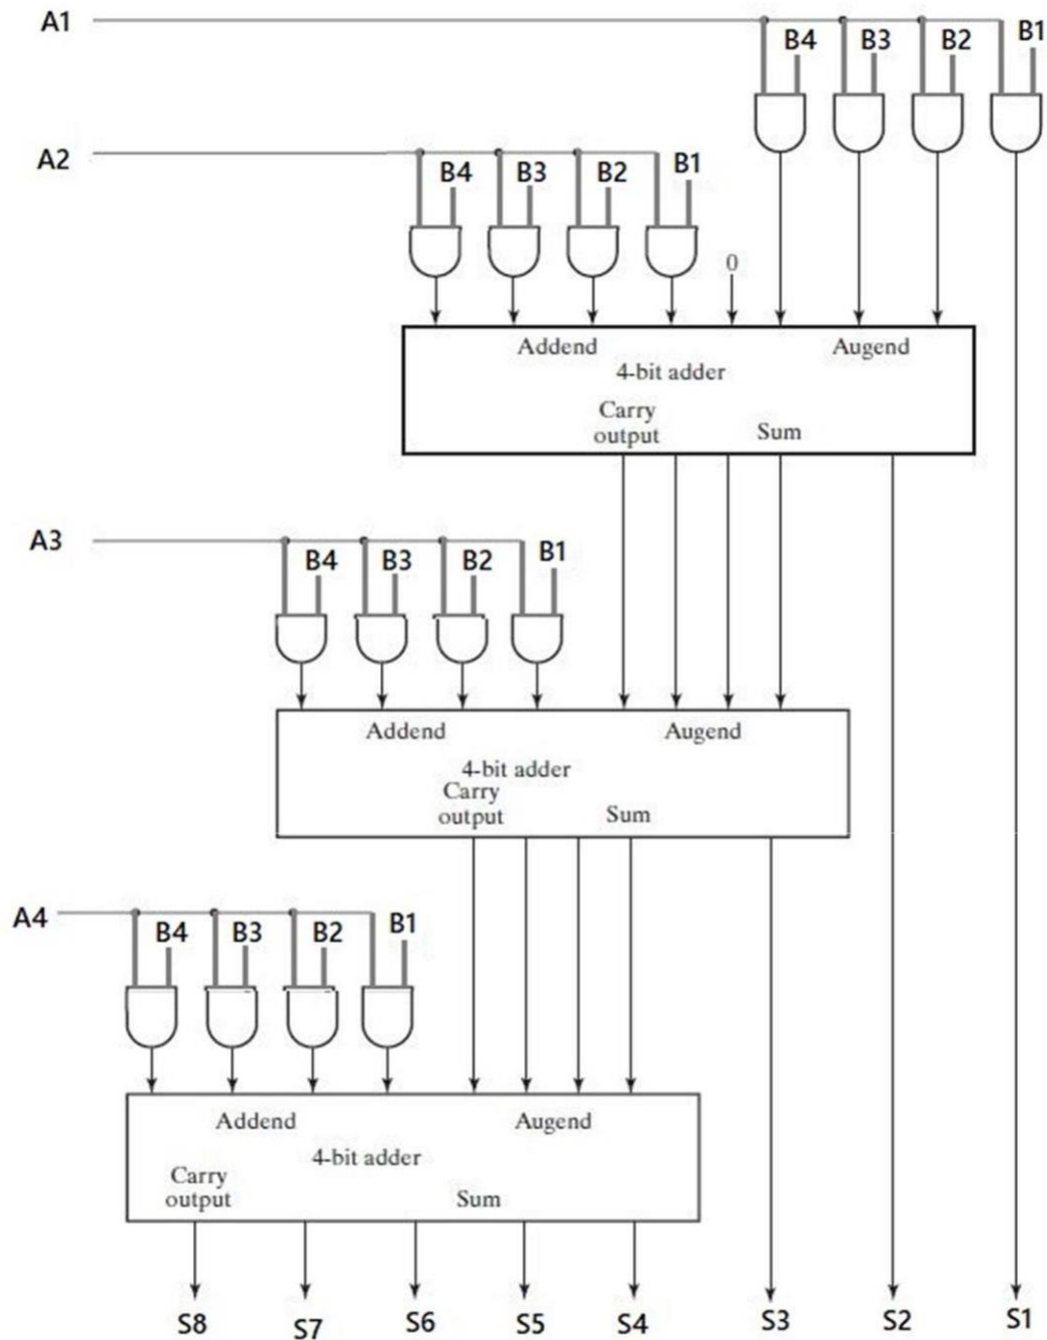 A1
B4 B3 B2 B1
A2
B4 B3 B2 B1
0
Addend Augend
4-bit adder
Carry
output Sum
A3
B4 B3 B2 B1
Addend Augend
4-bit adder
Carry
output Sum
A4
B4 B3 B2 B1
Addend Augend
4-bit adder
Carry
output Sum
S8 S7 S6 S5 S4 S3 S2 S1